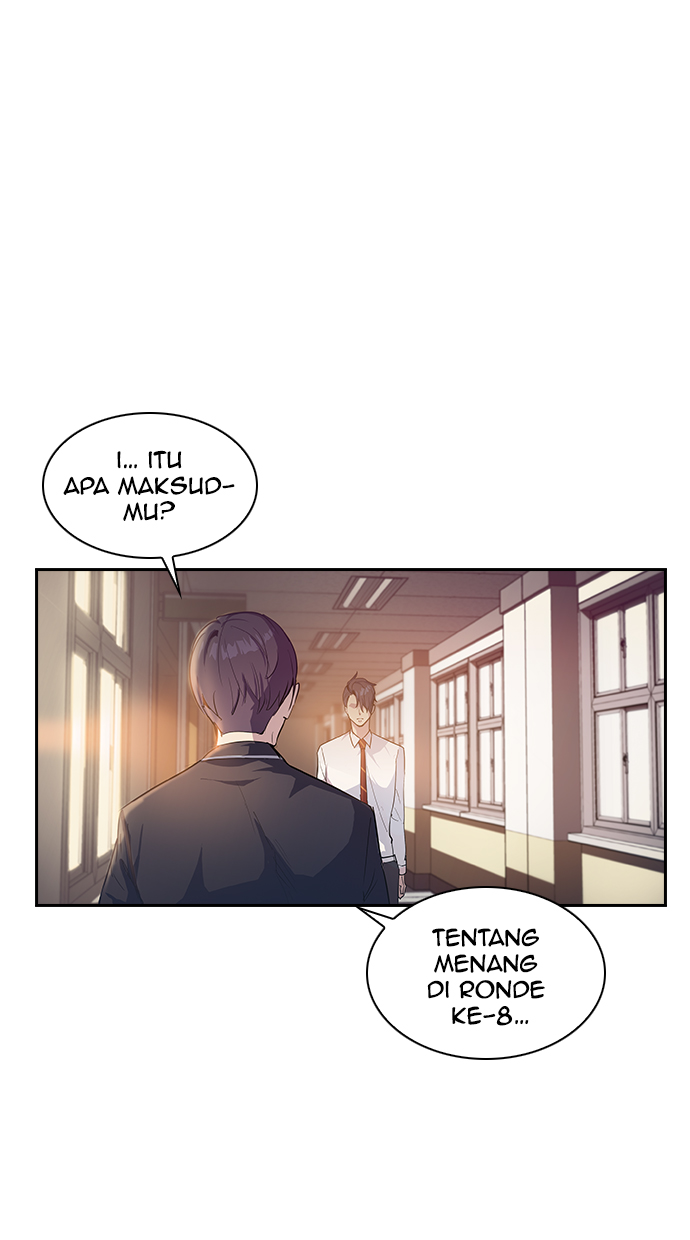 I... ITU
APA MAKSUD-
MU?
TENTANG
MENANG
DI RONDE
KE-8...